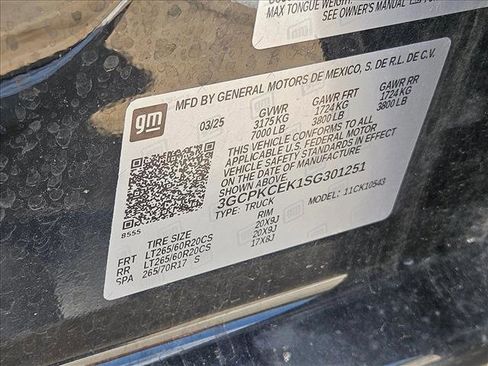 MAX TONGUE WEIGHT
SEE OWNER'S MANUAL
gm
MFD BY GENERAL MOTORS DE MEXICO, S. DE R.L. DE C.V.
03/25 GVWR GAWR FRT GAWR RR
3175KG 1724KG 1724KG
7000 LB 3800 LB 3800 LB
THIS VEHICLE CONFORMS TO ALL
APPLICABLE U.S. FEDERAL MOTOR
VEHICLE SAFETY STANDARDS IN EFFECT
ON THE DATE OF MANUFACTURE
SHOWN ABOVE.
3GCPKCEK1SG301251
TYPE: TRUCK MODEL: 11CK10543
8555
TIRE SIZE RIM
FRT LT265/60R20CS 20X9J
RR LT265/60R20CS 20X9J
SPA 265/70R17 S 17X8J